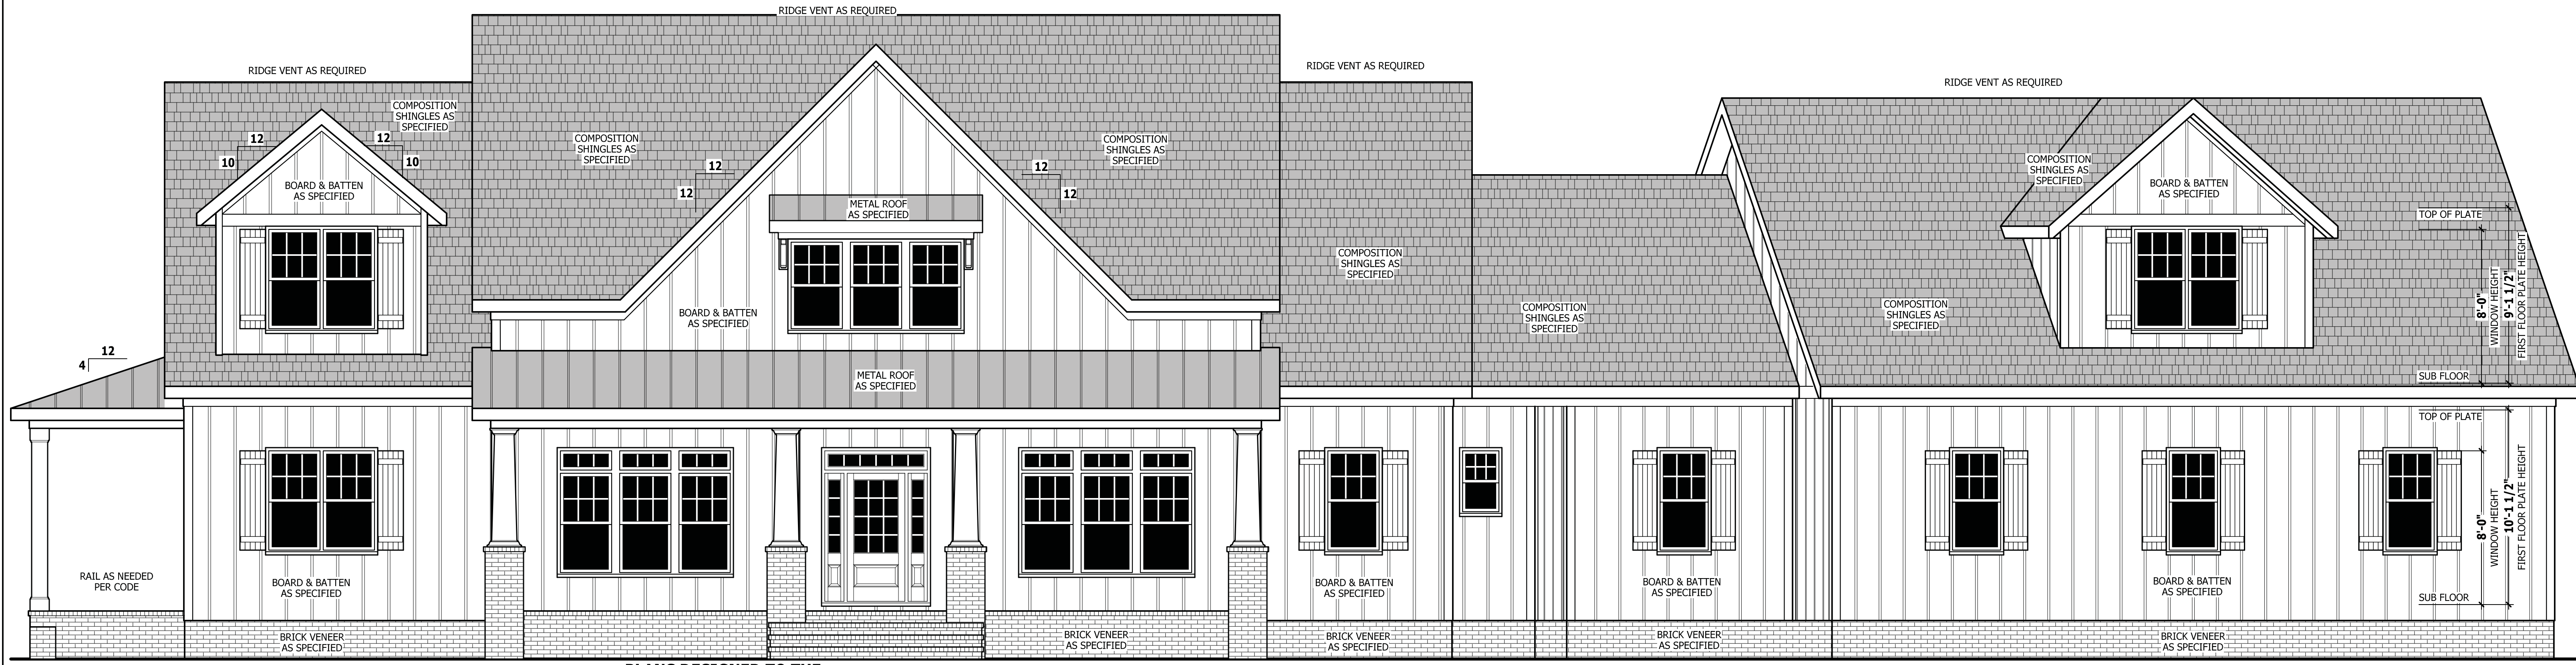 RIDGE VENT AS REQUIRED
RIDGE VENT AS REQUIRED
RIDGE VENT AS REQUIRED
RIDGE VENT AS REQUIRED
COMPOSITION
SHINGLES AS
SPECIFIED
12
10
12
10
BOARD & BATTEN
AS SPECIFIED
COMPOSITION
SHINGLES AS
SPECIFIED
12
12
12
12
COMPOSITION
SHINGLES AS
SPECIFIED
METAL ROOF
AS SPECIFIED
BOARD & BATTEN
AS SPECIFIED
COMPOSITION
SHINGLES AS
SPECIFIED
COMPOSITION
SHINGLES AS
SPECIFIED
COMPOSITION
SHINGLES AS
SPECIFIED
BOARD & BATTEN
AS SPECIFIED
COMPOSITION
SHINGLES AS
SPECIFIED
TOP OF PLATE
8'-0"
WINDOW HEIGHT
9'-1 1/2"
FIRST FLOOR PLATE HEIGHT
SUB FLOOR
12
4
METAL ROOF
AS SPECIFIED
TOP OF PLATE
8'-0"
WINDOW HEIGHT
10'-1 1/2"
FIRST FLOOR PLATE HEIGHT
SUB FLOOR
RAIL AS NEEDED
PER CODE
BOARD & BATTEN
AS SPECIFIED
BOARD & BATTEN
AS SPECIFIED
BOARD & BATTEN
AS SPECIFIED
BOARD & BATTEN
AS SPECIFIED
BRICK VENEER
AS SPECIFIED
BRICK VENEER
AS SPECIFIED
BRICK VENEER
AS SPECIFIED
BRICK VENEER
AS SPECIFIED
BRICK VENEER
AS SPECIFIED
PLANS DESIGNED TO THE